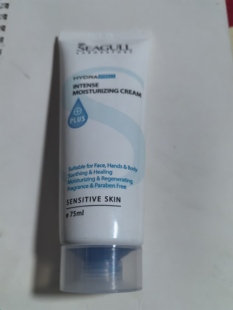 SEAGULL
INTENSE
MOISTURIZING CREAM
PLUS
Suitable for Face, Hands & Body
Soothing & Healing
Moisturizing & Regenerating
Fragrance & Paraben Free
SENSITIVE SKIN
e 75ml